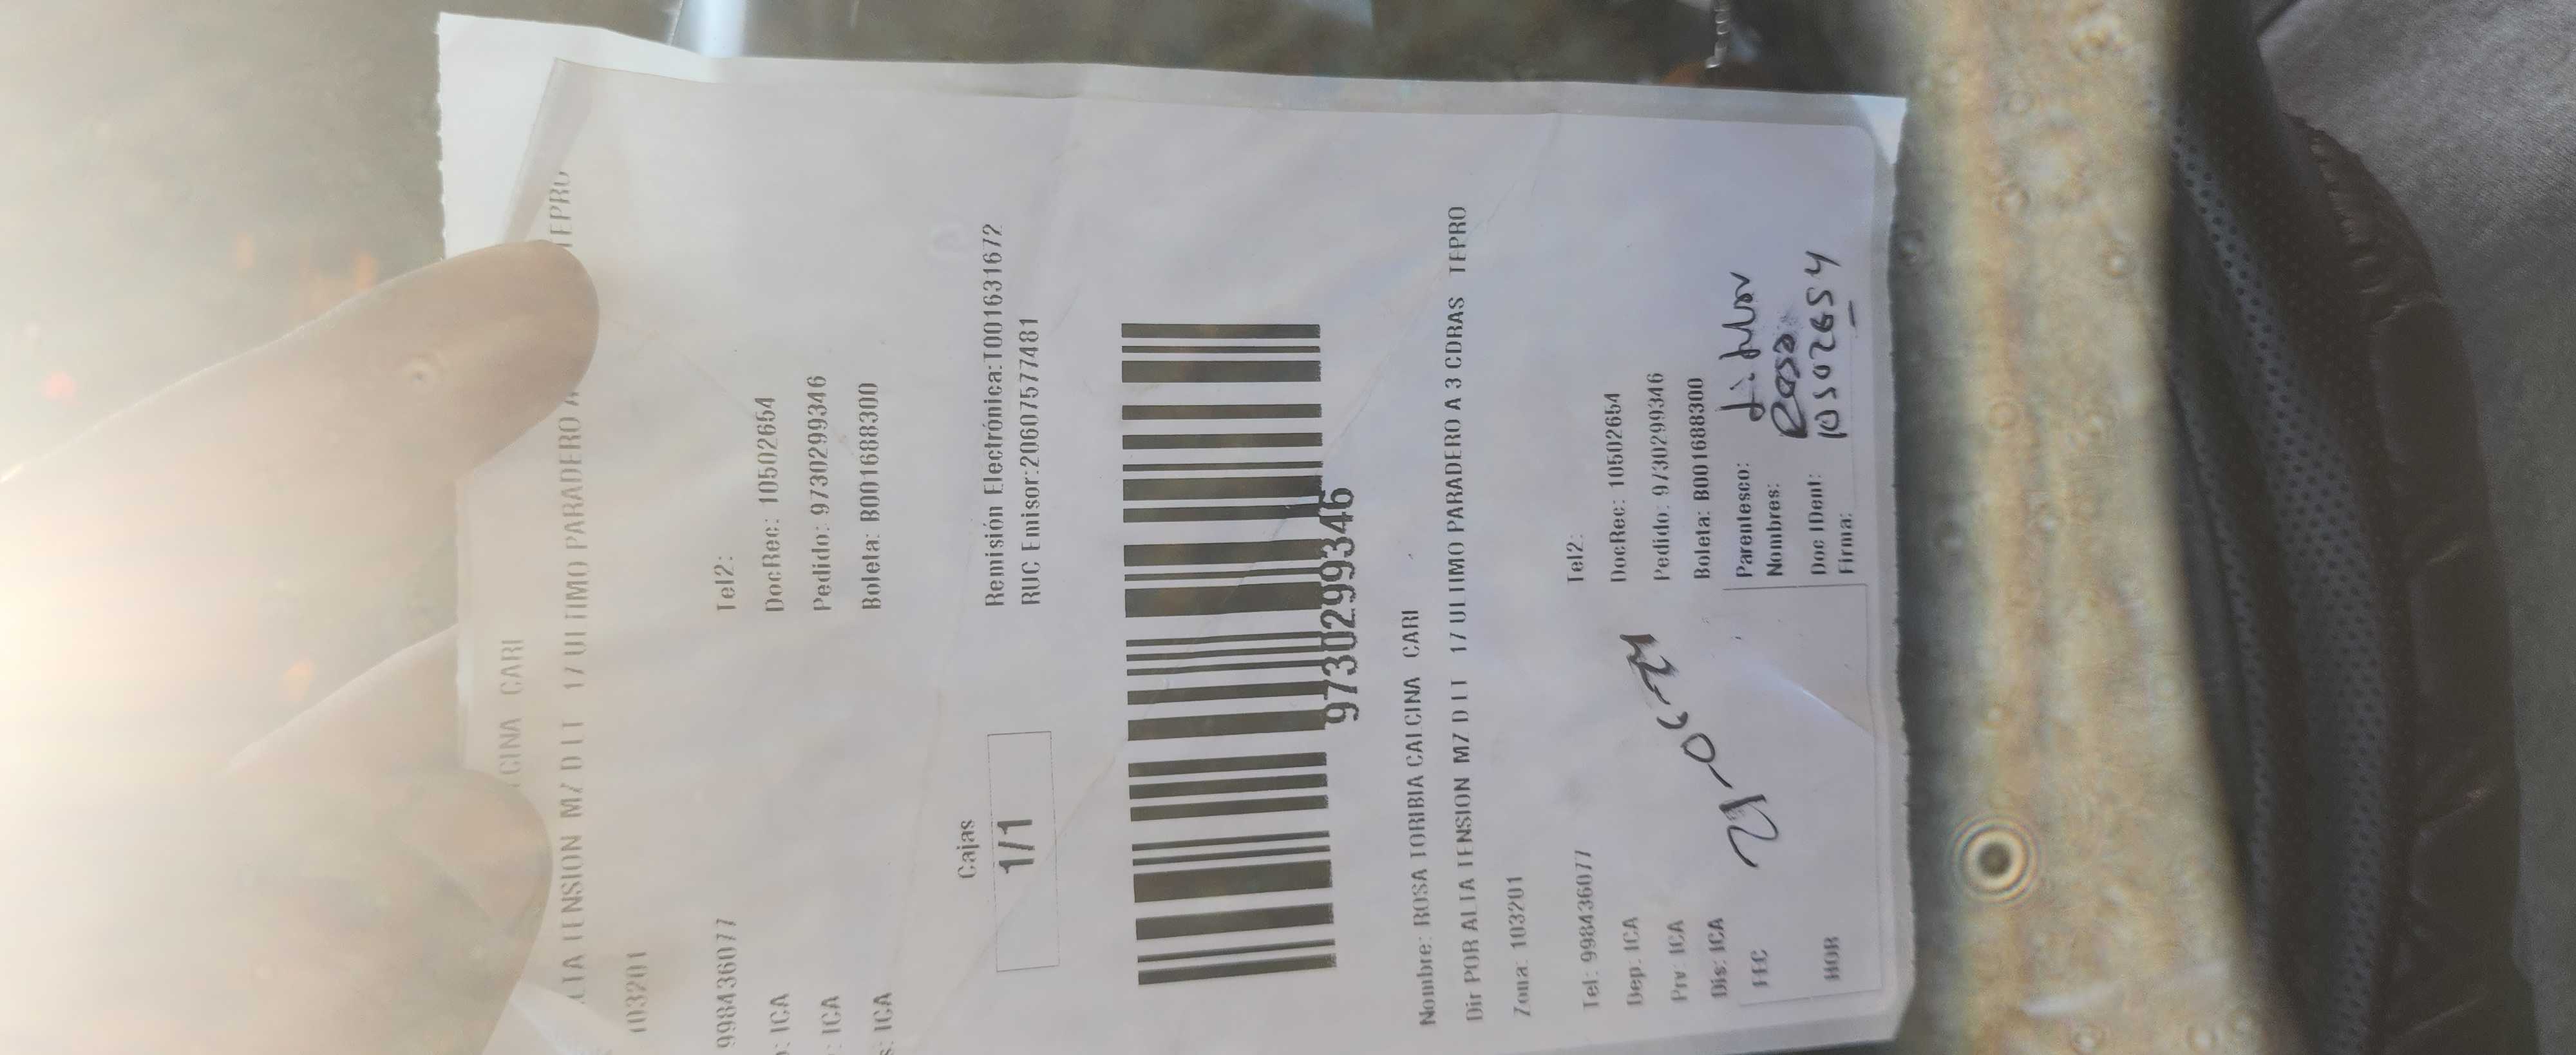 CINA CARI
LTA TENSION MZ D LT 17 ULTIMO PARADERO A TEPRO
103201
998436077
Tel2:
: ICA
DocRec: 10502654
: ICA
Pedido: 9730299346
s: ICA
Boleta: B001688300
Cajas
1/1
Remisión Electrónica:T001631672
RUC Emisor:20607577481
9730299346
Nombre: ROSA TORIBIA CALCINA CARI
Dir POR ALTA TENSION MZ D LT 17 ULTIMO PARADERO A 3 CDRAS TEPRO
Zona: 103201
Tel: 998436077
Tel2:
Dep: ICA
DocRec: 10502654
Prv: ICA
Pedido: 9730299346
Dis: ICA
Boleta: B001688300
FEC
HOR
Parentesco:
Nombres: Rosa
Doc IDent: 10502654
Firma: